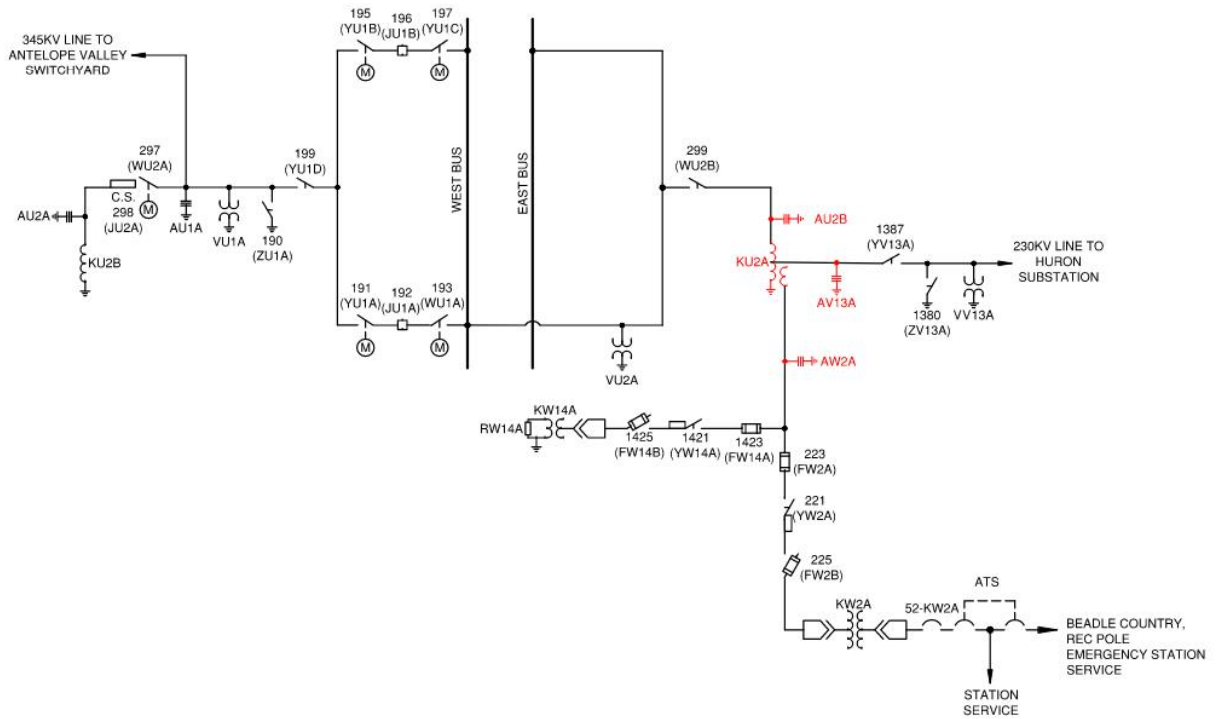 195
(YU1B)
196
(JU1B)
197
(YU1C)
345KV LINE TO
ANTELOPE VALLEY
SWITCHYARD
M
M
297
(WU2A)
199
(YU1D)
C.S.
298
(JU2A)
M
AU2A
AU1A
VU1A
190
(ZU1A)
KU2B
WEST BUS
EAST BUS
299
(WU2B)
AU2B
KU2A
1387
(YV13A)
230KV LINE TO
HURON
SUBSTATION
AV13A
1380
(ZV13A)
VV13A
191
(YU1A)
192
(JU1A)
193
(WU1A)
M
M
VU2A
AW2A
KW14A
RW14A
1425
(FW14B)
1421
(YW14A)
1423
(FW14A)
223
(FW2A)
221
(YW2A)
225
(FW2B)
KW2A
52-KW2A
ATS
BEADLE COUNTRY,
REC POLE
EMERGENCY STATION
SERVICE
STATION
SERVICE